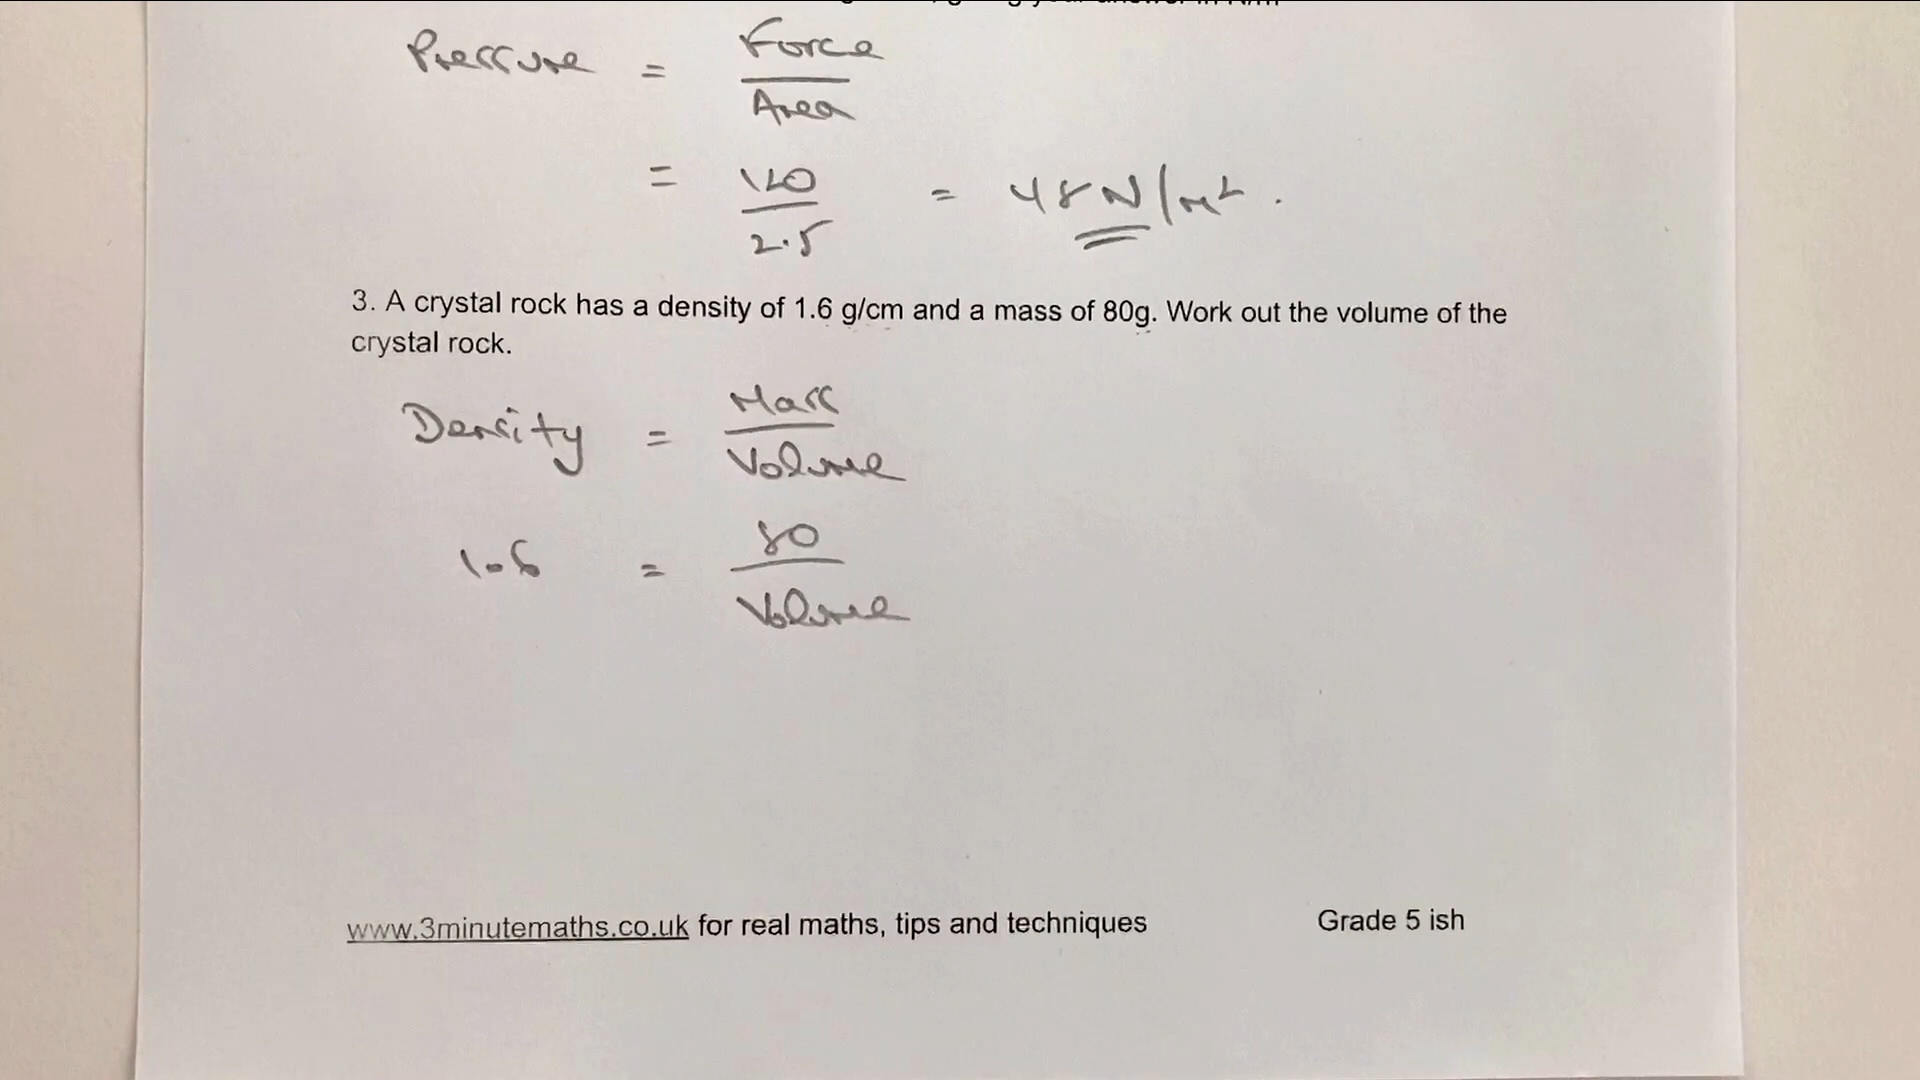 Pressure = Force
Area
= 120 = 48 N/m².
2.5
3. A crystal rock has a density of 1.6 g/cm and a mass of 80g. Work out the volume of the
crystal rock.
Density = Mass
Volume
1.6 = 80
Volume
www.3minutemaths.co.uk for real maths, tips and techniques Grade 5 ish